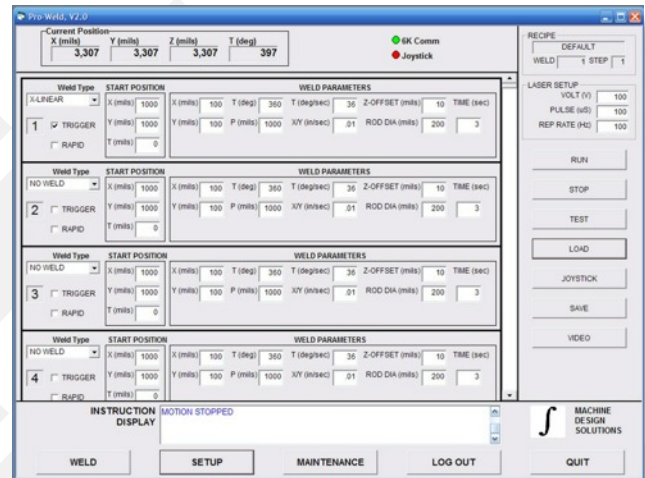 Pro-Weld, V2.0
Current Position
X (mils) Y (mils) Z (mils) T (deg)
3,307 3,307 3,307 397
6K Comm
Joystick
RECIPE
DEFAULT
WELD 1 STEP 1
LASER SETUP
VOLT (V) 100
PULSE (uS) 100
REP RATE (Hz) 100
RUN
STOP
TEST
LOAD
JOYSTICK
SAVE
VIDEO
Weld Type START POSITION WELD PARAMETERS
X-LINEAR X (mils) 1000 X (mils) 100 T (deg) 360 T (deg/sec) 36 Z-OFFSET (mils) 10 TIME (sec)
1 TRIGGER Y (mils) 1000 Y (mils) 100 P (mils) 1000 X/Y (in/sec) .01 ROD DIA (mils) 200 3
RAPID T (mils) 0
Weld Type START POSITION WELD PARAMETERS
NO WELD X (mils) 1000 X (mils) 100 T (deg) 360 T (deg/sec) 36 Z-OFFSET (mils) 10 TIME (sec)
2 TRIGGER Y (mils) 1000 Y (mils) 100 P (mils) 1000 X/Y (in/sec) .01 ROD DIA (mils) 200 3
RAPID T (mils) 0
Weld Type START POSITION WELD PARAMETERS
NO WELD X (mils) 1000 X (mils) 100 T (deg) 360 T (deg/sec) 36 Z-OFFSET (mils) 10 TIME (sec)
3 TRIGGER Y (mils) 1000 Y (mils) 100 P (mils) 1000 X/Y (in/sec) .01 ROD DIA (mils) 200 3
RAPID T (mils) 0
Weld Type START POSITION WELD PARAMETERS
NO WELD X (mils) 1000 X (mils) 100 T (deg) 360 T (deg/sec) 36 Z-OFFSET (mils) 10 TIME (sec)
4 TRIGGER Y (mils) 1000 Y (mils) 100 P (mils) 1000 X/Y (in/sec) .01 ROD DIA (mils) 200 3
RAPID T (mils) 0
INSTRUCTION DISPLAY
MOTION STOPPED
MACHINE
DESIGN
SOLUTIONS
WELD SETUP MAINTENANCE LOG OUT QUIT